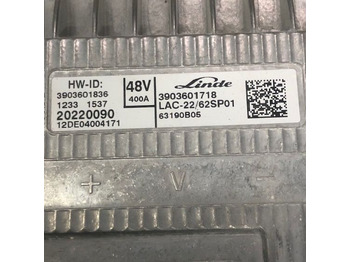 HW-ID:
3903601836
1233 1537
20220090
12DE04004171
48V
400A
Linde
3903601718
LAC-22/62SP01
63190B05
+ V -